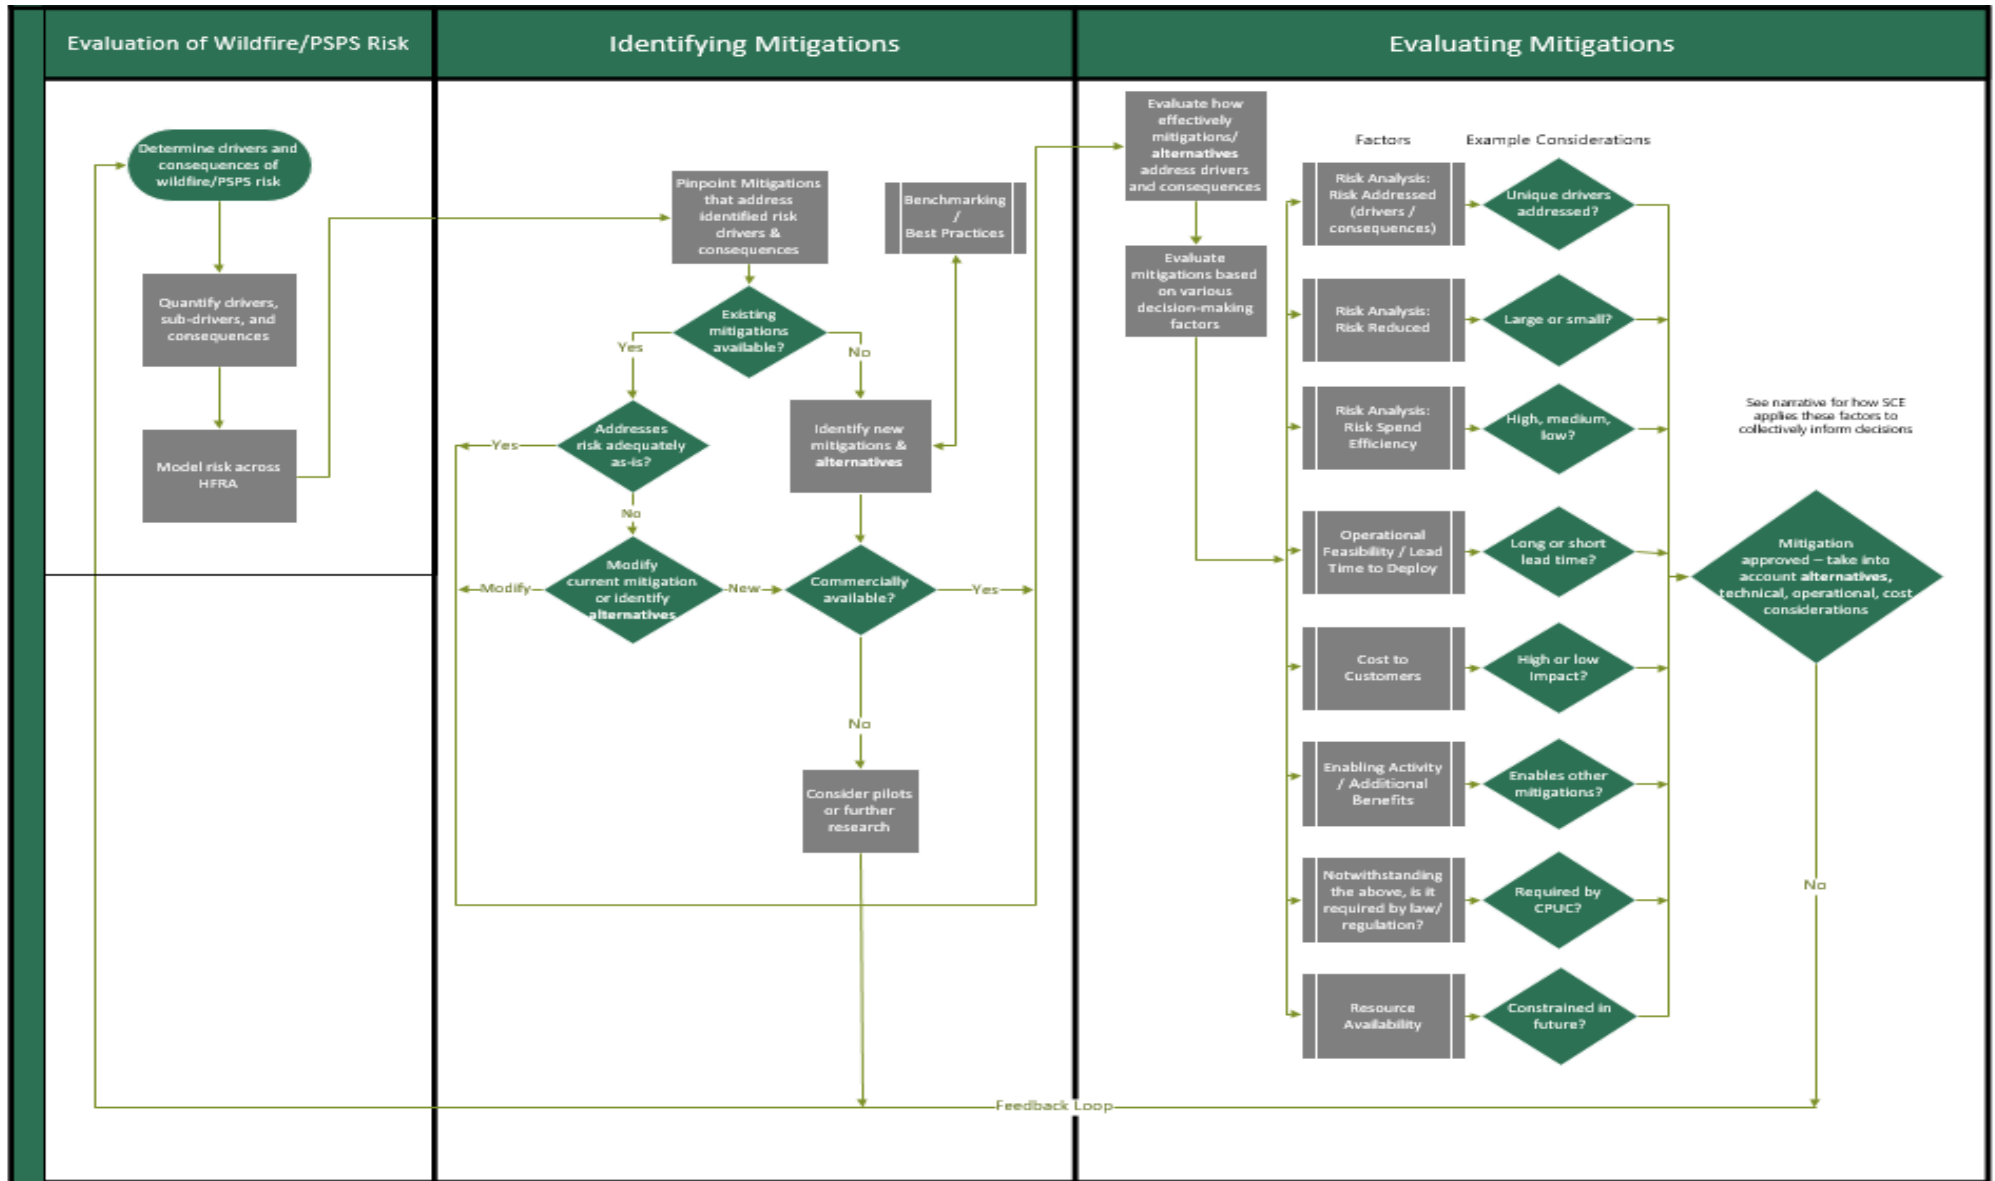 Evaluation of Wildfire/PSPS Risk
Identifying Mitigations
Evaluating Mitigations
Determine drivers and
consequences of
wildfire/PSPS risk
Quantify drivers,
sub-drivers, and
consequences
Model risk across
HFRA
Pinpoint Mitigations
that address
identified risk
drivers &
consequences
Benchmarking
/
Best Practices
Existing
mitigations
available?
Yes
No
Addresses
risk adequately
as-is?
Yes
No
Identify new
mitigations &
alternatives
Modify
current mitigation
or identify
alternatives
Modify
New
Commercially
available?
Yes
No
Consider pilots
or further
research
Evaluate how
effectively
mitigations/
alternatives
address drivers
and consequences
Evaluate
mitigations based
on various
decision-making
factors
Factors
Example Considerations
Risk Analysis:
Risk Addressed
(drivers /
consequences)
Unique drivers
addressed?
Risk Analysis:
Risk Reduced
Large or small?
Risk Analysis:
Risk Spend
Efficiency
High, medium,
low?
Operational
Feasibility / Lead
Time to Deploy
Long or short
lead time?
Cost to
Customers
High or low
Impact?
Enabling Activity
/ Additional
Benefits
Enables other
mitigations?
Notwithstanding
the above, is it
required by law/
regulation?
Required by
CPUC?
Resource
Availability
Constrained in
future?
See narrative for how SCE
applies these factors to
collectively inform decisions
Mitigation
approved – take into
account alternatives,
technical, operational, cost
considerations
No
Feedback Loop